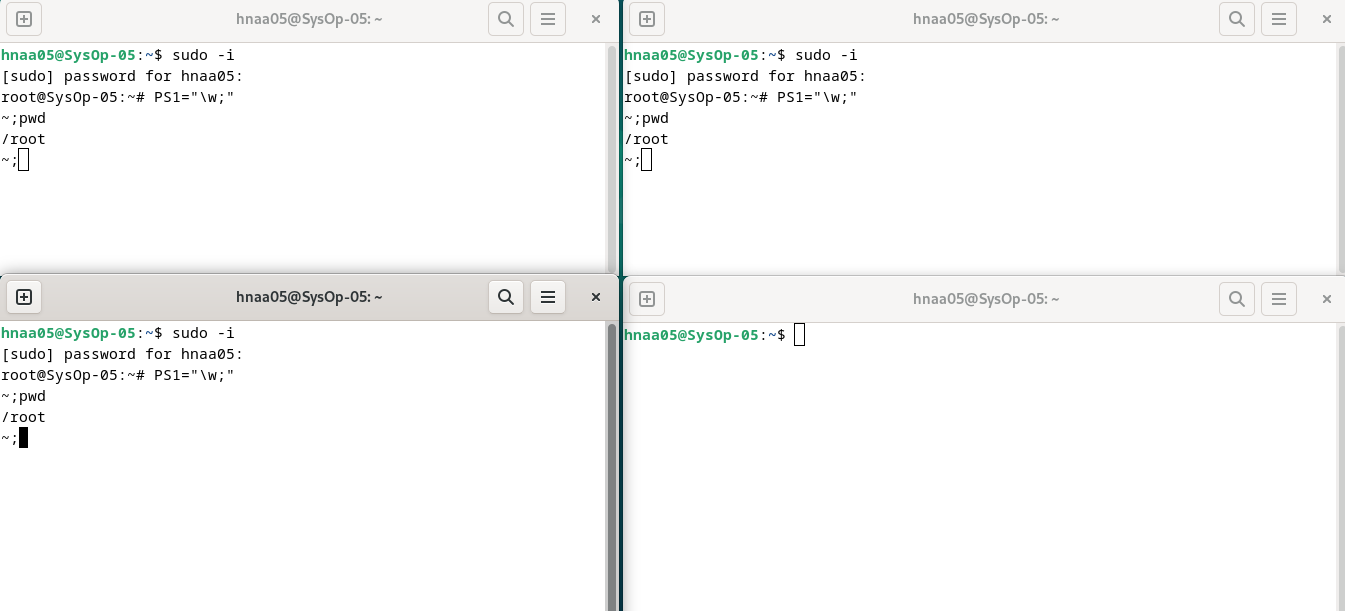 hnaa05@SysOp-05: ~
hnaa05@SysOp-05:~$ sudo -i
[sudo] password for hnaa05:
root@SysOp-05:~# PS1="\w;"
~;pwd
/root
~;
hnaa05@SysOp-05: ~
hnaa05@SysOp-05:~$ sudo -i
[sudo] password for hnaa05:
root@SysOp-05:~# PS1="\w;"
~;pwd
/root
~;
hnaa05@SysOp-05: ~
hnaa05@SysOp-05:~$ sudo -i
[sudo] password for hnaa05:
root@SysOp-05:~# PS1="\w;"
~;pwd
/root
~;
hnaa05@SysOp-05: ~
hnaa05@SysOp-05:~$